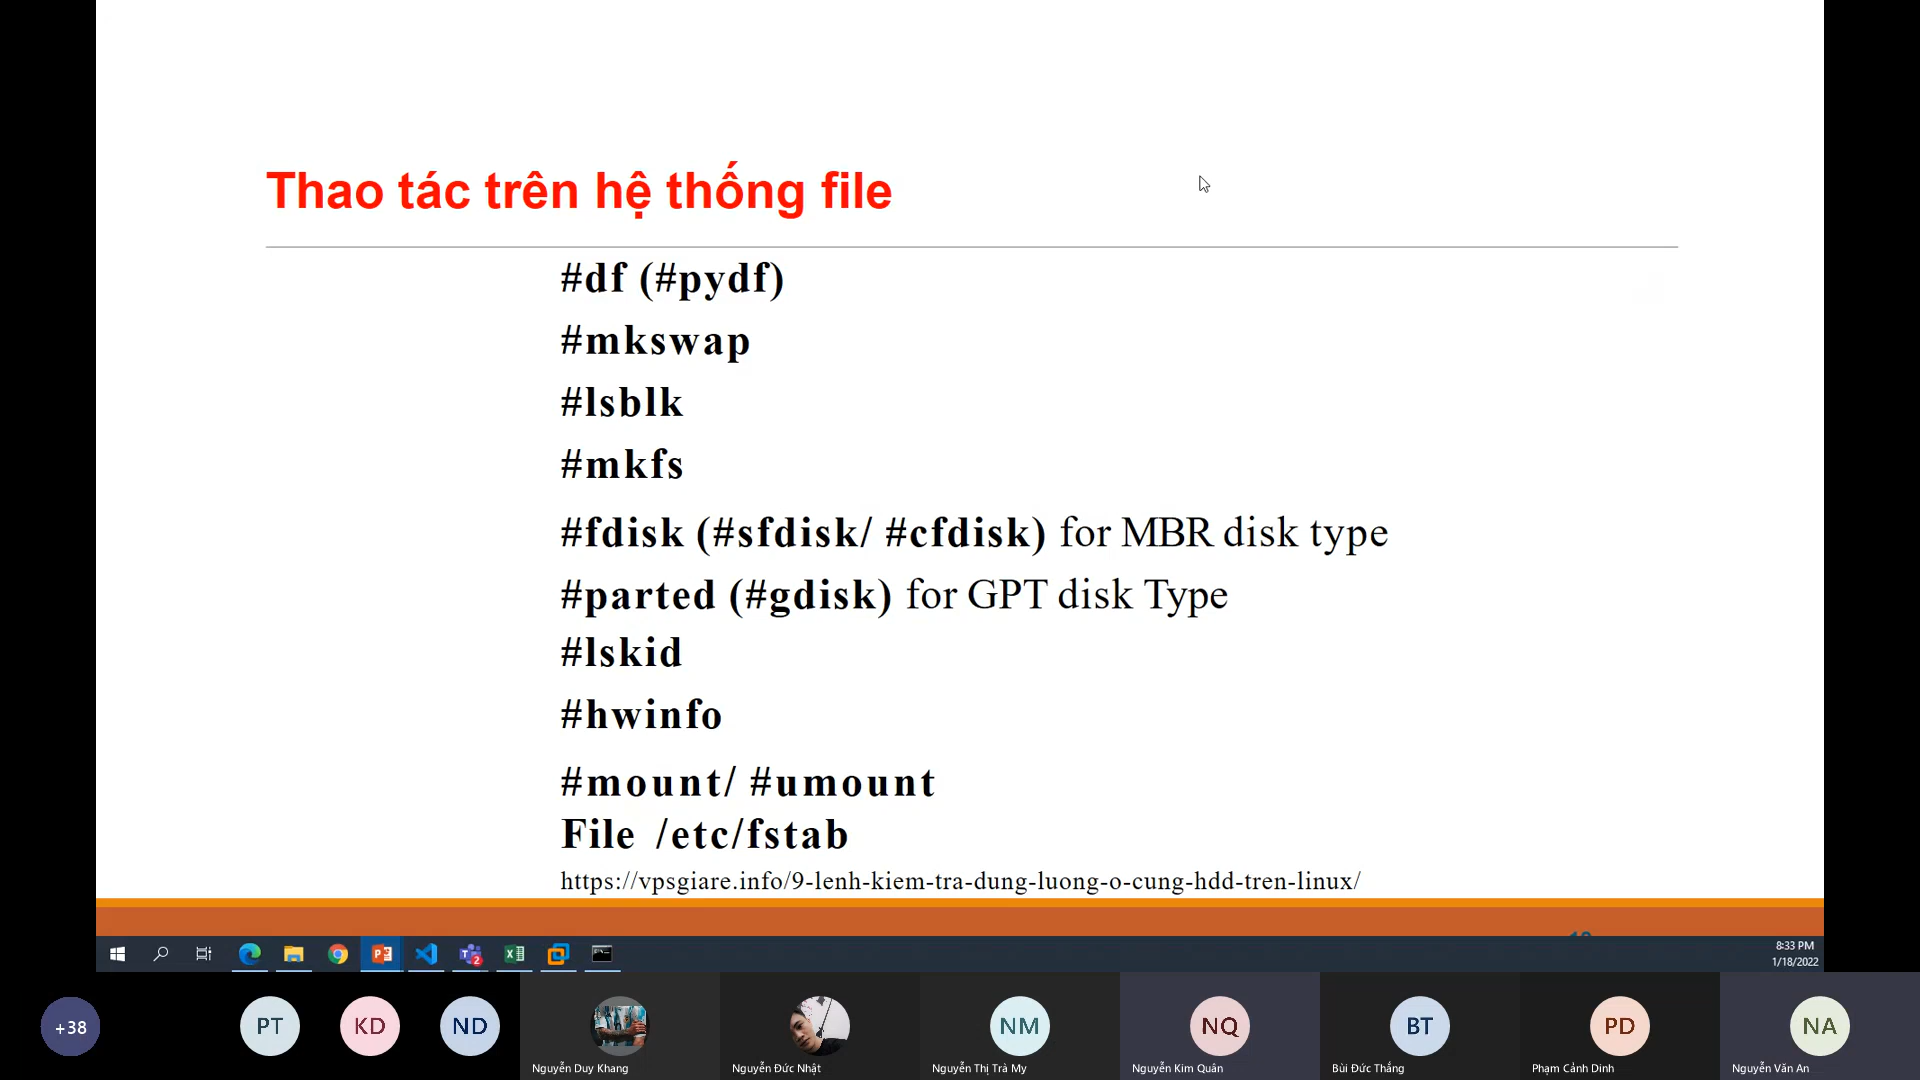 Thao tác trên hệ thống file
#df (#pydf)
#mkswap
#lsblk
#mkfs
#fdisk (#sfdisk/ #cfdisk) for MBR disk type
#parted (#gdisk) for GPT disk Type
#lskid
#hwinfo
#mount/ #umount
File /etc/fstab
https://vpsgiare.info/9-lenh-kiem-tra-dung-luong-o-cung-hdd-tren-linux/
2
8:33 PM
1/18/2022
+38
PT
KD
ND
NM
NQ
BT
PD
NA
Nguyễn Duy Khang
Nguyễn Đức Nhật
Nguyễn Thị Trà My
Nguyễn Kim Quân
Bùi Đức Thắng
Phạm Cảnh Dinh
Nguyễn Văn An